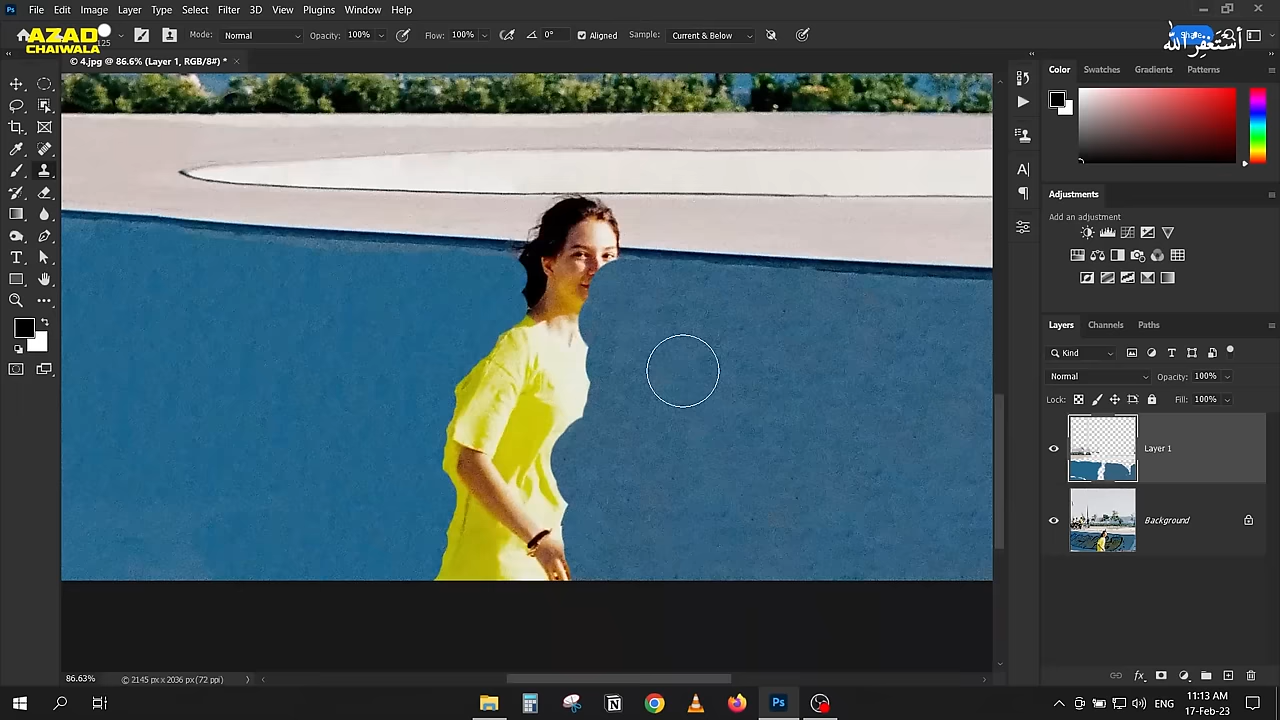 File Edit Image Layer Type Select Filter 3D View Plugins Window Help
AZAD
CHAIWALA
125
Mode: Normal Opacity: 100% Flow: 100% 0° Aligned Sample: Current & Below
Share
أستغفر الله
© 4.jpg @ 86.6% (Layer 1, RGB/8#) *
Color Swatches Gradients Patterns
Adjustments
Add an adjustment
Layers Channels Paths
Kind
Normal Opacity: 100%
Lock: Fill: 100%
Layer 1
Background
86.63% © 2145 px x 2036 px (72 ppi)
ENG 11:13 AM
17-Feb-23